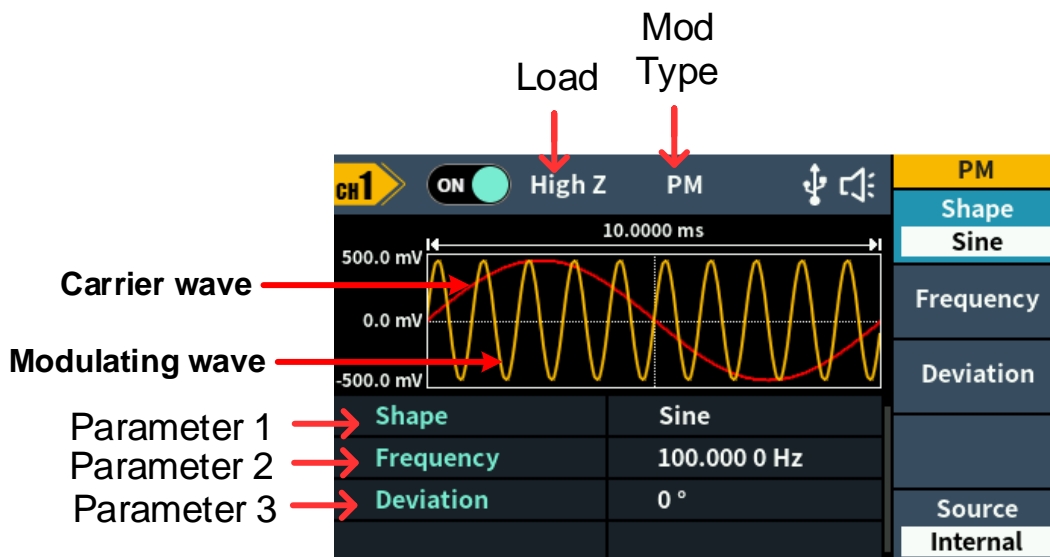 Mod
Type
Load
CH1
ON
High Z
PM
PM
Shape
Sine
Frequency
Deviation
Source
Internal
10.0000 ms
500.0 mV
0.0 mV
-500.0 mV
Carrier wave
Modulating wave
Parameter 1
Shape
Sine
Parameter 2
Frequency
100.000 0 Hz
Parameter 3
Deviation
0 °